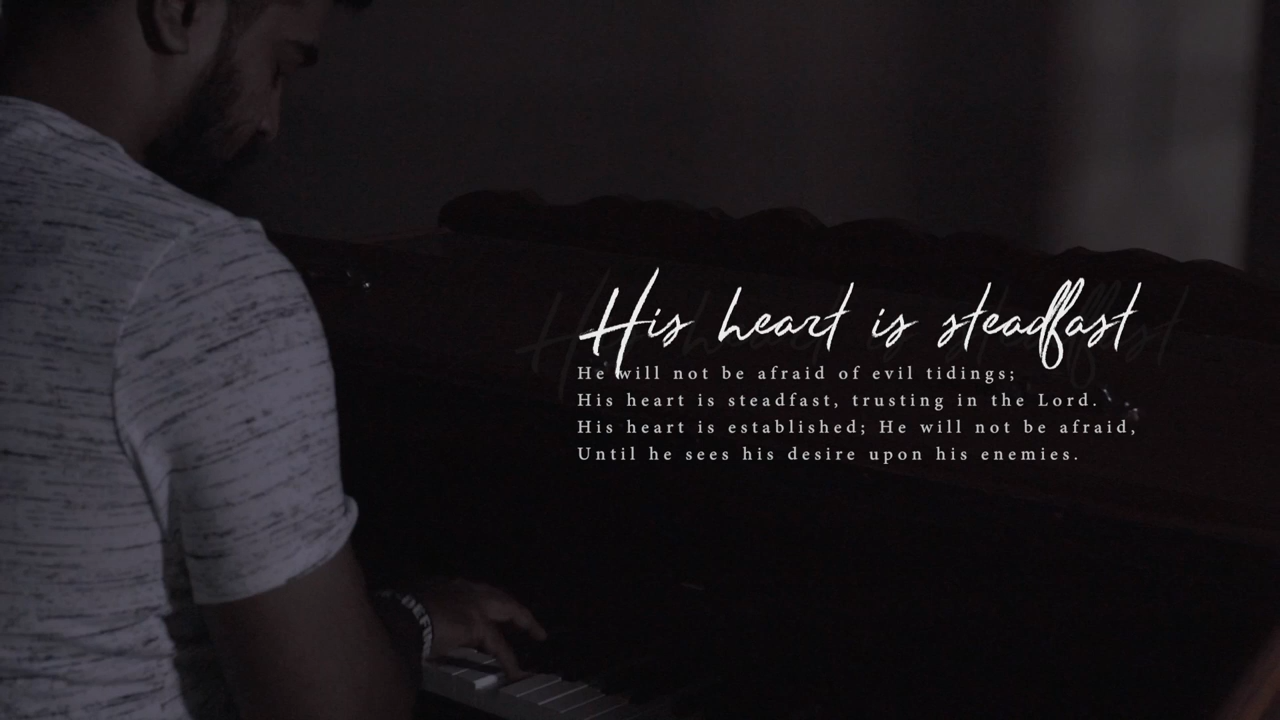 His heart is steadfast
He will not be afraid of evil tidings;
His heart is steadfast, trusting in the Lord.
His heart is established; He will not be afraid,
Until he sees his desire upon his enemies.